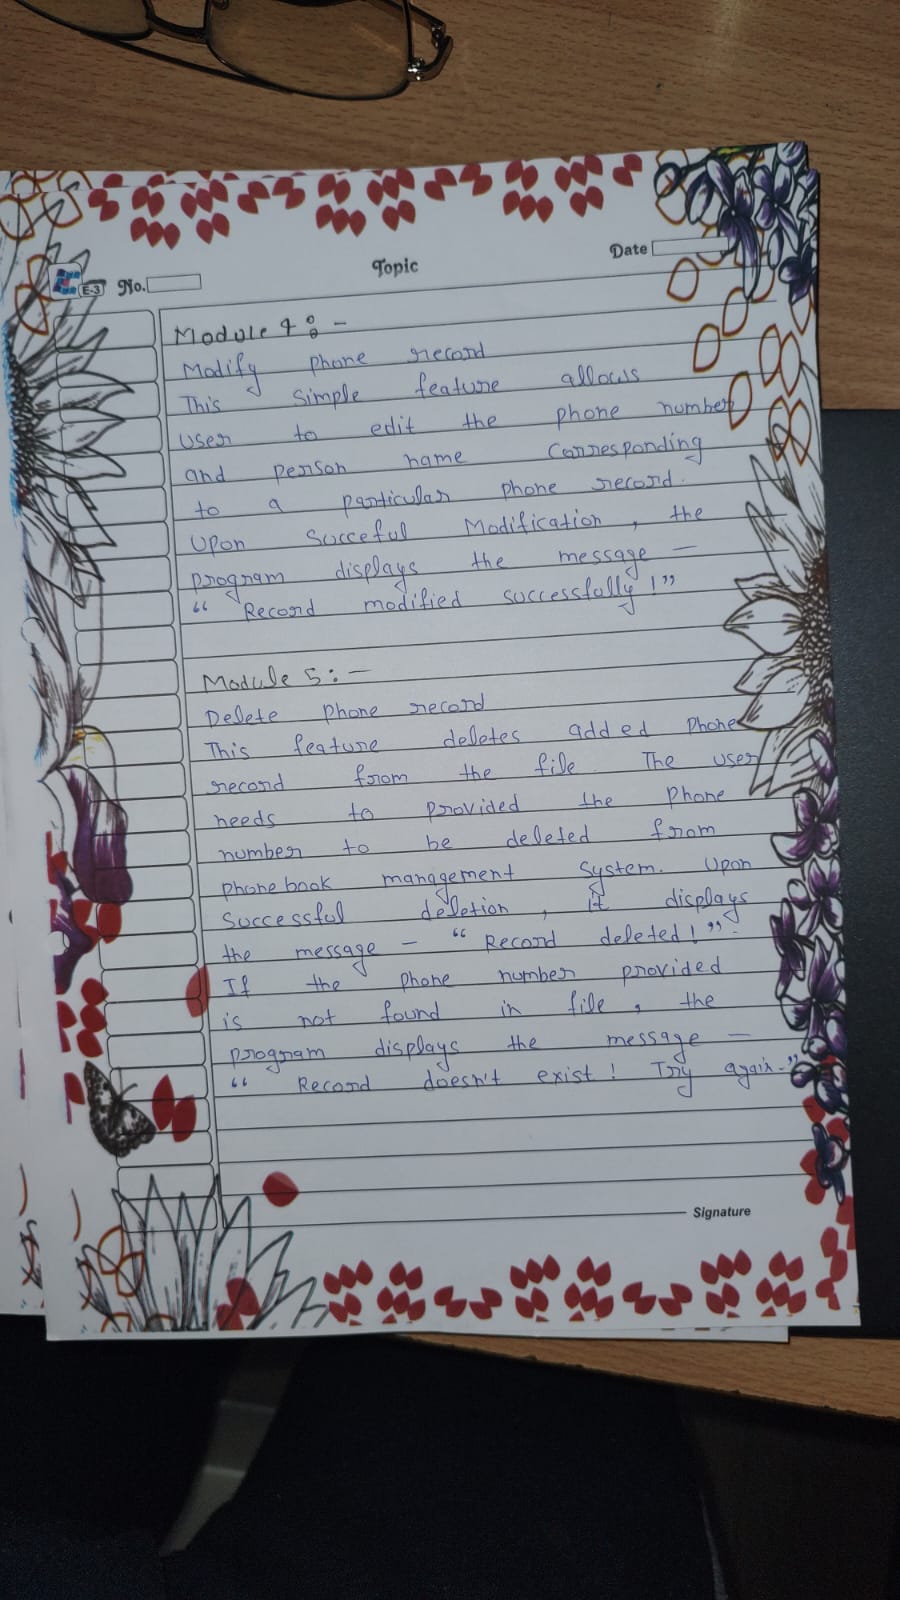 Topic
Date
E-3 No.
Module 4 :-
Modify phone record
This simple feature allows
user to edit the phone number
and person name Corresponding
to a particular phone record.
Upon Succeful Modification, the
program displays the message –
“ Record modified successfully!”
Module 5 :-
Delete phone record
This feature deletes added phone
record from the file. The user
needs to provided the phone
number to be deleted from
phonebook management System. Upon
Successful deletion, it displays
the message – “ Record deleted!”.
If the phone number provided
is not found in file, the
program displays the message –
“ Record doesn't exist! Try again.”
Signature